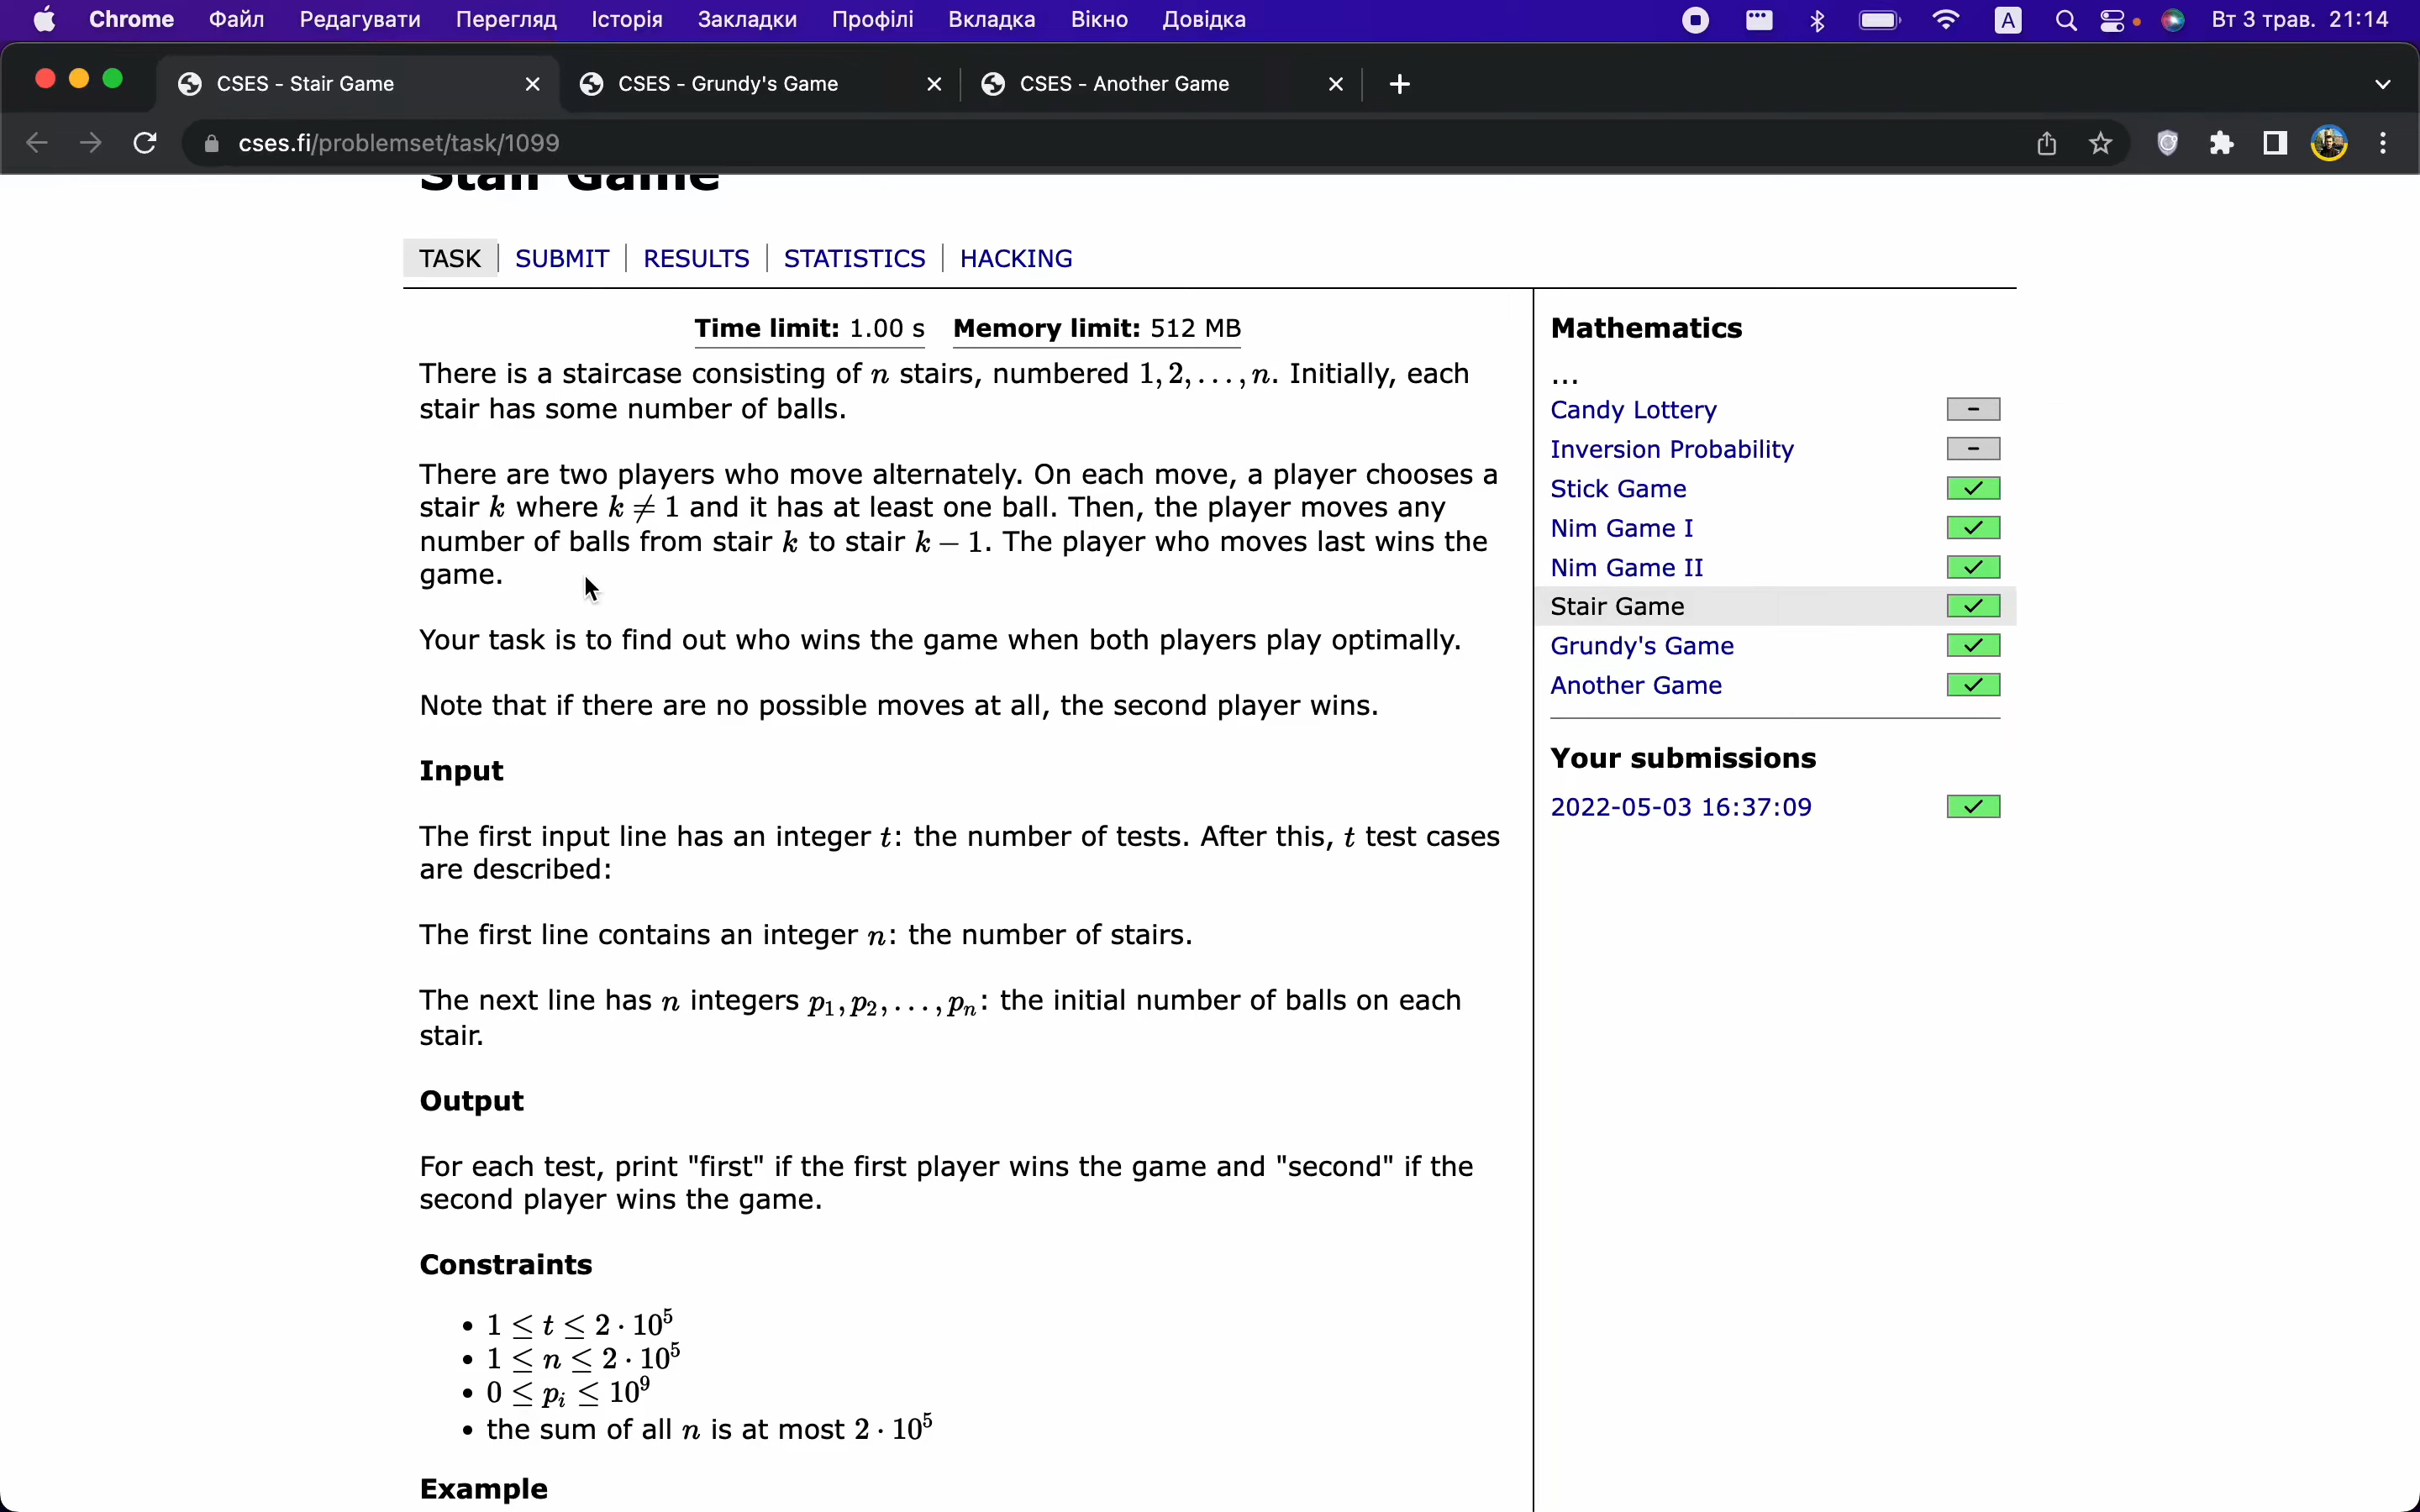 Chrome Файл Редагувати Перегляд Історія Закладки Профілі Вкладка Вікно Довідка A Вт 3 трав. 21:14
CSES - Stair Game CSES - Grundy's Game CSES - Another Game
cses.fi/problemset/task/1099
Stair Game
TASK SUBMIT RESULTS STATISTICS HACKING
Time limit: 1.00 s Memory limit: 512 MB
There is a staircase consisting of n stairs, numbered 1, 2, . . . , n. Initially, each
stair has some number of balls.
There are two players who move alternately. On each move, a player chooses a
stair k where k ≠ 1 and it has at least one ball. Then, the player moves any
number of balls from stair k to stair k − 1. The player who moves last wins the
game.
Your task is to find out who wins the game when both players play optimally.
Note that if there are no possible moves at all, the second player wins.
Input
The first input line has an integer t: the number of tests. After this, t test cases
are described:
The first line contains an integer n: the number of stairs.
The next line has n integers p₁, p₂, . . . , pₙ: the initial number of balls on each
stair.
Output
For each test, print "first" if the first player wins the game and "second" if the
second player wins the game.
Constraints
• 1 ≤ t ≤ 2 · 10⁵
• 1 ≤ n ≤ 2 · 10⁵
• 0 ≤ pᵢ ≤ 10⁹
• the sum of all n is at most 2 · 10⁵
Example
Mathematics
...
Candy Lottery –
Inversion Probability –
Stick Game ✓
Nim Game I ✓
Nim Game II ✓
Stair Game ✓
Grundy's Game ✓
Another Game ✓
Your submissions
2022-05-03 16:37:09 ✓